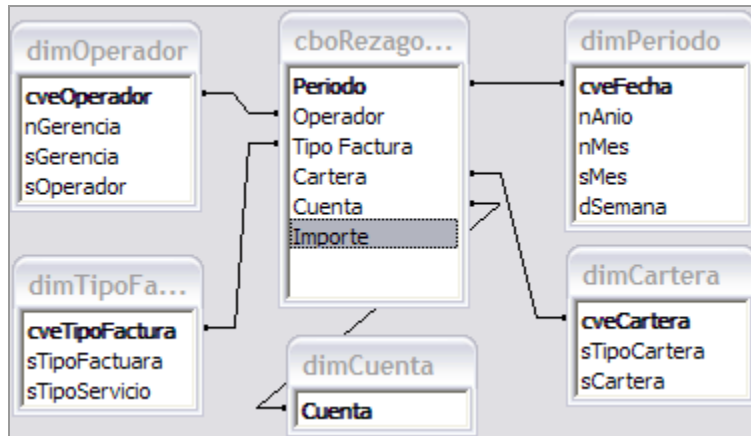 dimOperador
cveOperador
nGerencia
sGerencia
sOperador
cboRezago...
Periodo
Operador
Tipo Factura
Cartera
Cuenta
Importe
dimPeriodo
cveFecha
nAnio
nMes
sMes
dSemana
dimTipoFa...
cveTipoFactura
sTipoFactuara
sTipoServicio
dimCuenta
Cuenta
dimCartera
cveCartera
sTipoCartera
sCartera